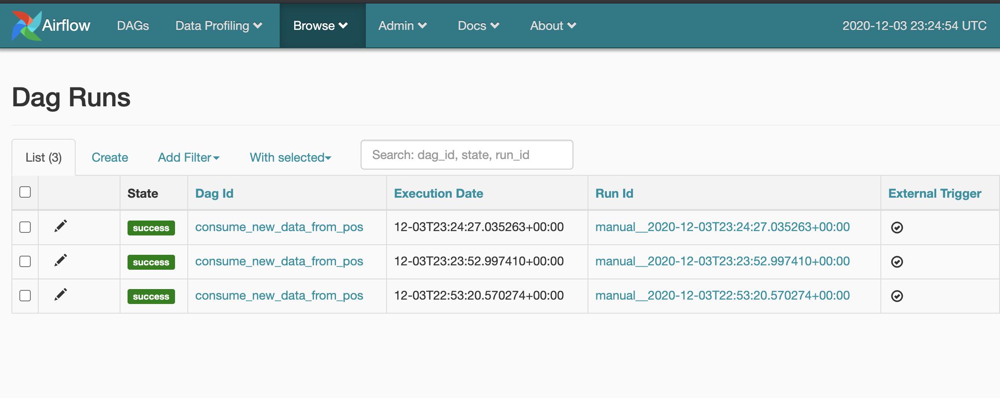 Airflow DAGs Data Profiling Browse Admin Docs About 2020-12-03 23:24:54 UTC
Dag Runs
List (3) Create Add Filter With selected Search: dag_id, state, run_id
State Dag Id Execution Date Run Id External Trigger
success consume_new_data_from_pos 12-03T23:24:27.035263+00:00 manual__2020-12-03T23:24:27.035263+00:00
success consume_new_data_from_pos 12-03T23:23:52.997410+00:00 manual__2020-12-03T23:23:52.997410+00:00
success consume_new_data_from_pos 12-03T22:53:20.570274+00:00 manual__2020-12-03T22:53:20.570274+00:00